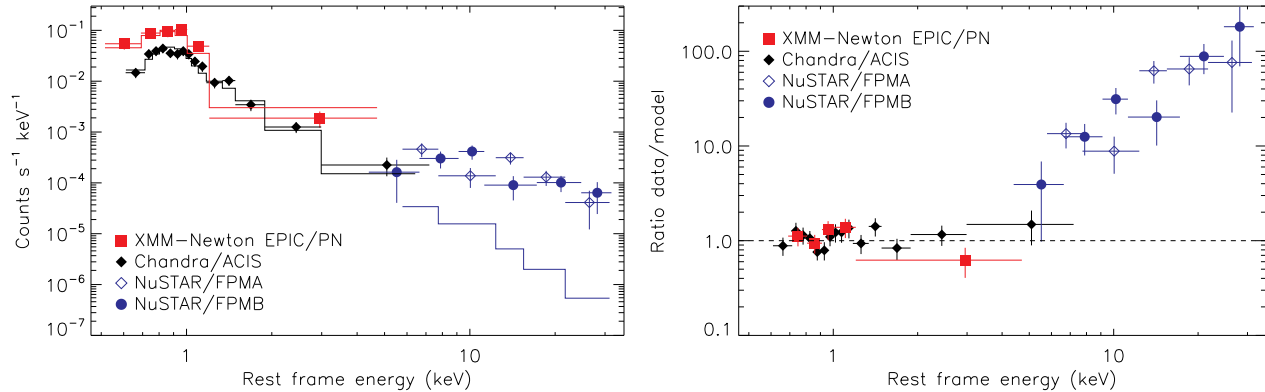 10⁻¹
10⁻²
10⁻³
10⁻⁴
10⁻⁵
10⁻⁶
10⁻⁷
Counts s⁻¹ keV⁻¹
XMM-Newton EPIC/PN
Chandra/ACIS
NuSTAR/FPMA
NuSTAR/FPMB
1
10
Rest frame energy (keV)
100.0
10.0
1.0
0.1
Ratio data/model
XMM-Newton EPIC/PN
Chandra/ACIS
NuSTAR/FPMA
NuSTAR/FPMB
1
10
Rest frame energy (keV)